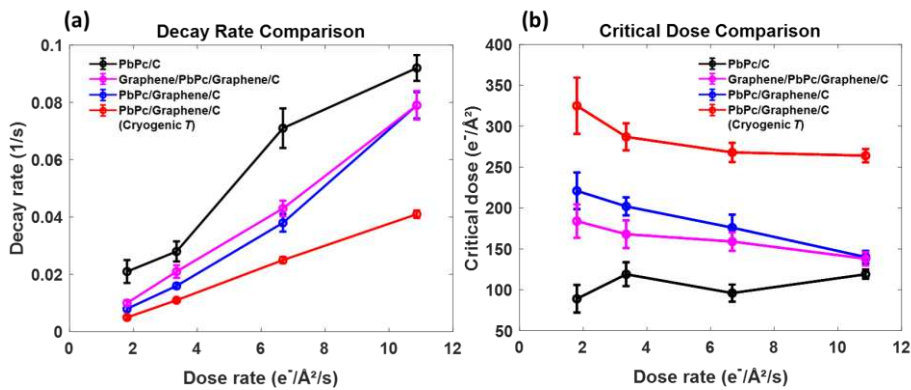 (a)
Decay Rate Comparison
PbPc/C
Graphene/PbPc/Graphene/C
PbPc/Graphene/C
PbPc/Graphene/C
(Cryogenic T)
0.1
0.08
0.06
0.04
0.02
0
Decay rate (1/s)
0 2 4 6 8 10 12
Dose rate (e⁻/Å²/s)
(b)
Critical Dose Comparison
PbPc/C
Graphene/PbPc/Graphene/C
PbPc/Graphene/C
PbPc/Graphene/C
(Cryogenic T)
400
350
300
250
200
150
100
50
Critical dose (e⁻/Å²)
0 2 4 6 8 10 12
Dose rate (e⁻/Å²/s)